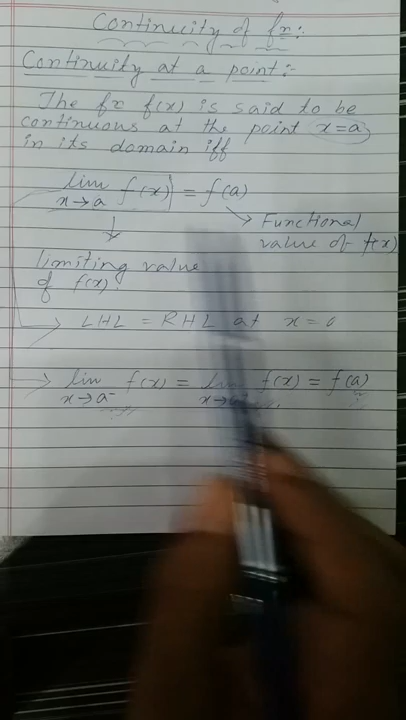 Continuity of fx:
Continuity at a point:-
The fx f(x) is said to be
continuous at the point x=a
in its domain iff
lim x→a f(x) = f(a)
Functional
value of f(x)
limiting value
of f(x).
LHL = RHL at x =
lim x→a⁻ f(x) = lim f(x) = f(a)